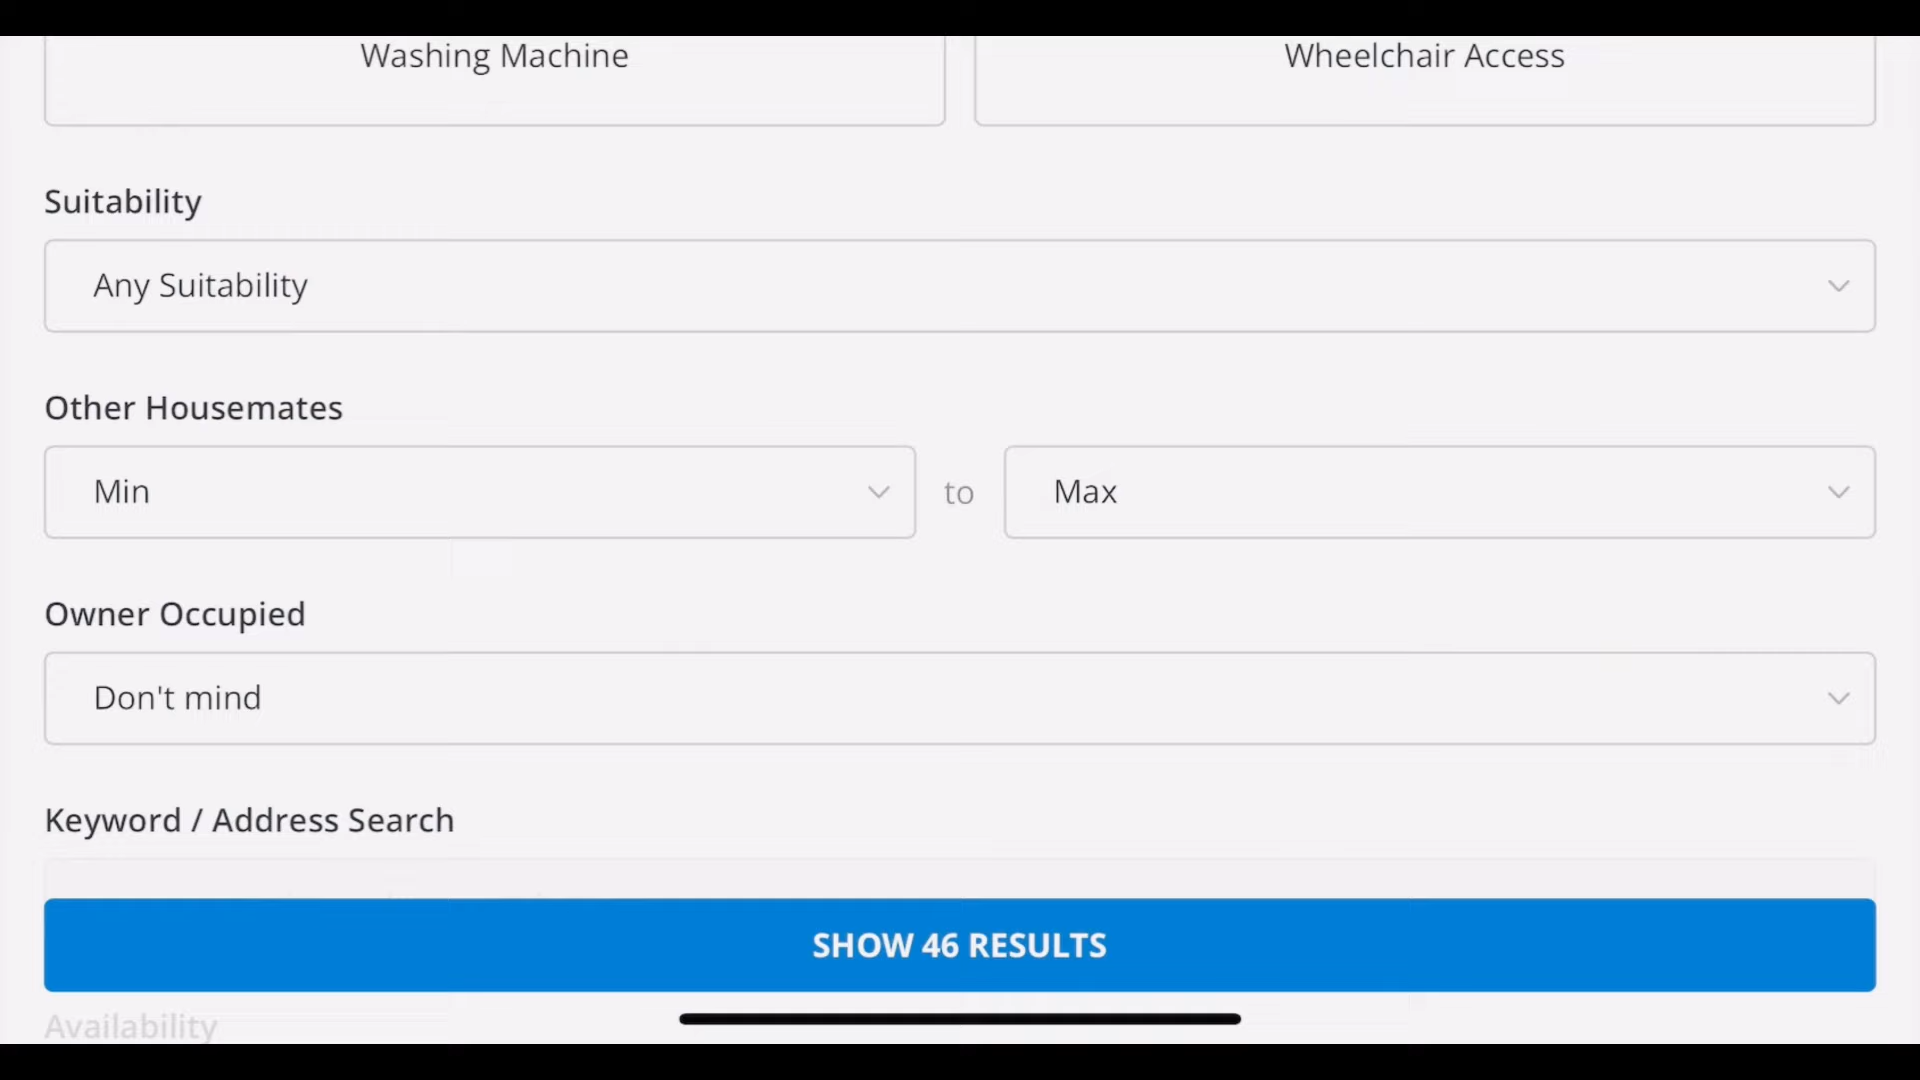 Washing Machine
Wheelchair Access
Suitability
Any Suitability
Other Housemates
Min
to
Max
Owner Occupied
Don't mind
Keyword / Address Search
SHOW 46 RESULTS
Availability